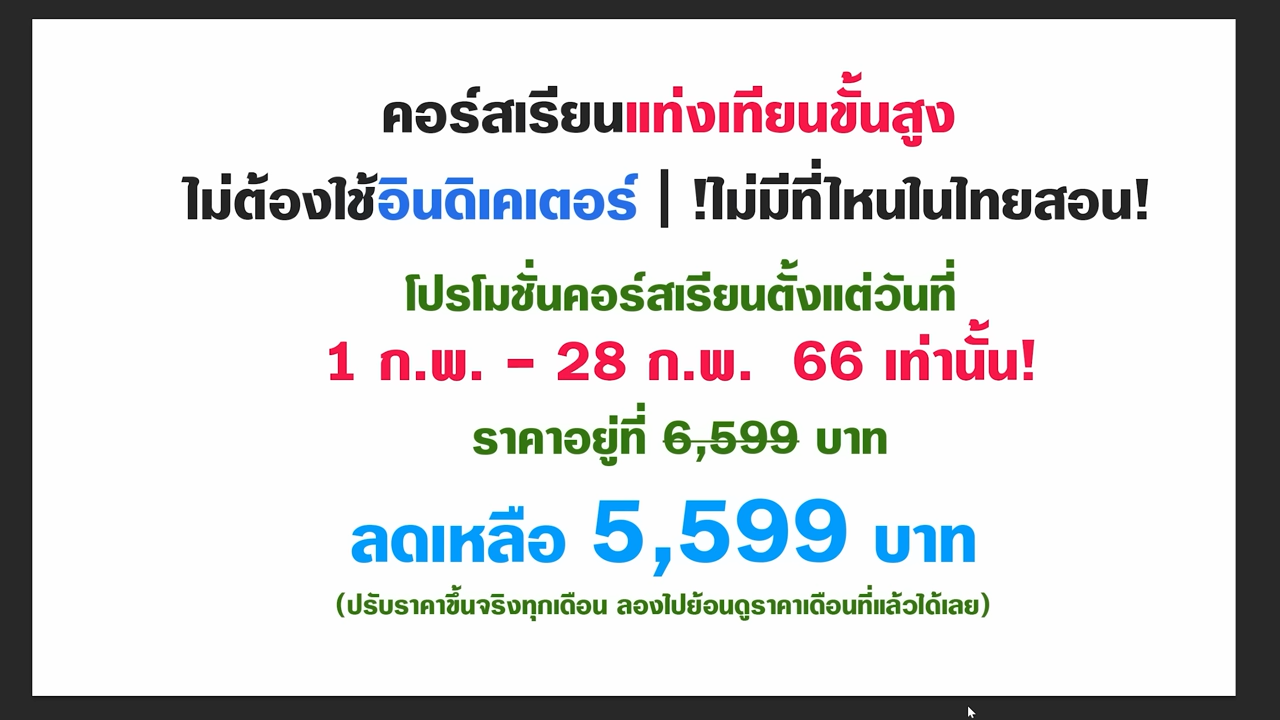 คอร์สเรียนแท่งเทียนขั้นสูง
ไม่ต้องใช้อินดิเคเตอร์ | !ไม่มีที่ไหนในไทยสอน!
โปรโมชั่นคอร์สเรียนตั้งแต่วันที่
1 ก.พ. – 28 ก.พ. 66 เท่านั้น!
ราคาอยู่ที่ 6,599 บาท
ลดเหลือ 5,599 บาท
(ปรับราคาขึ้นจริงทุกเดือน ลองไปย้อนดูราคาเดือนที่แล้วได้เลย)